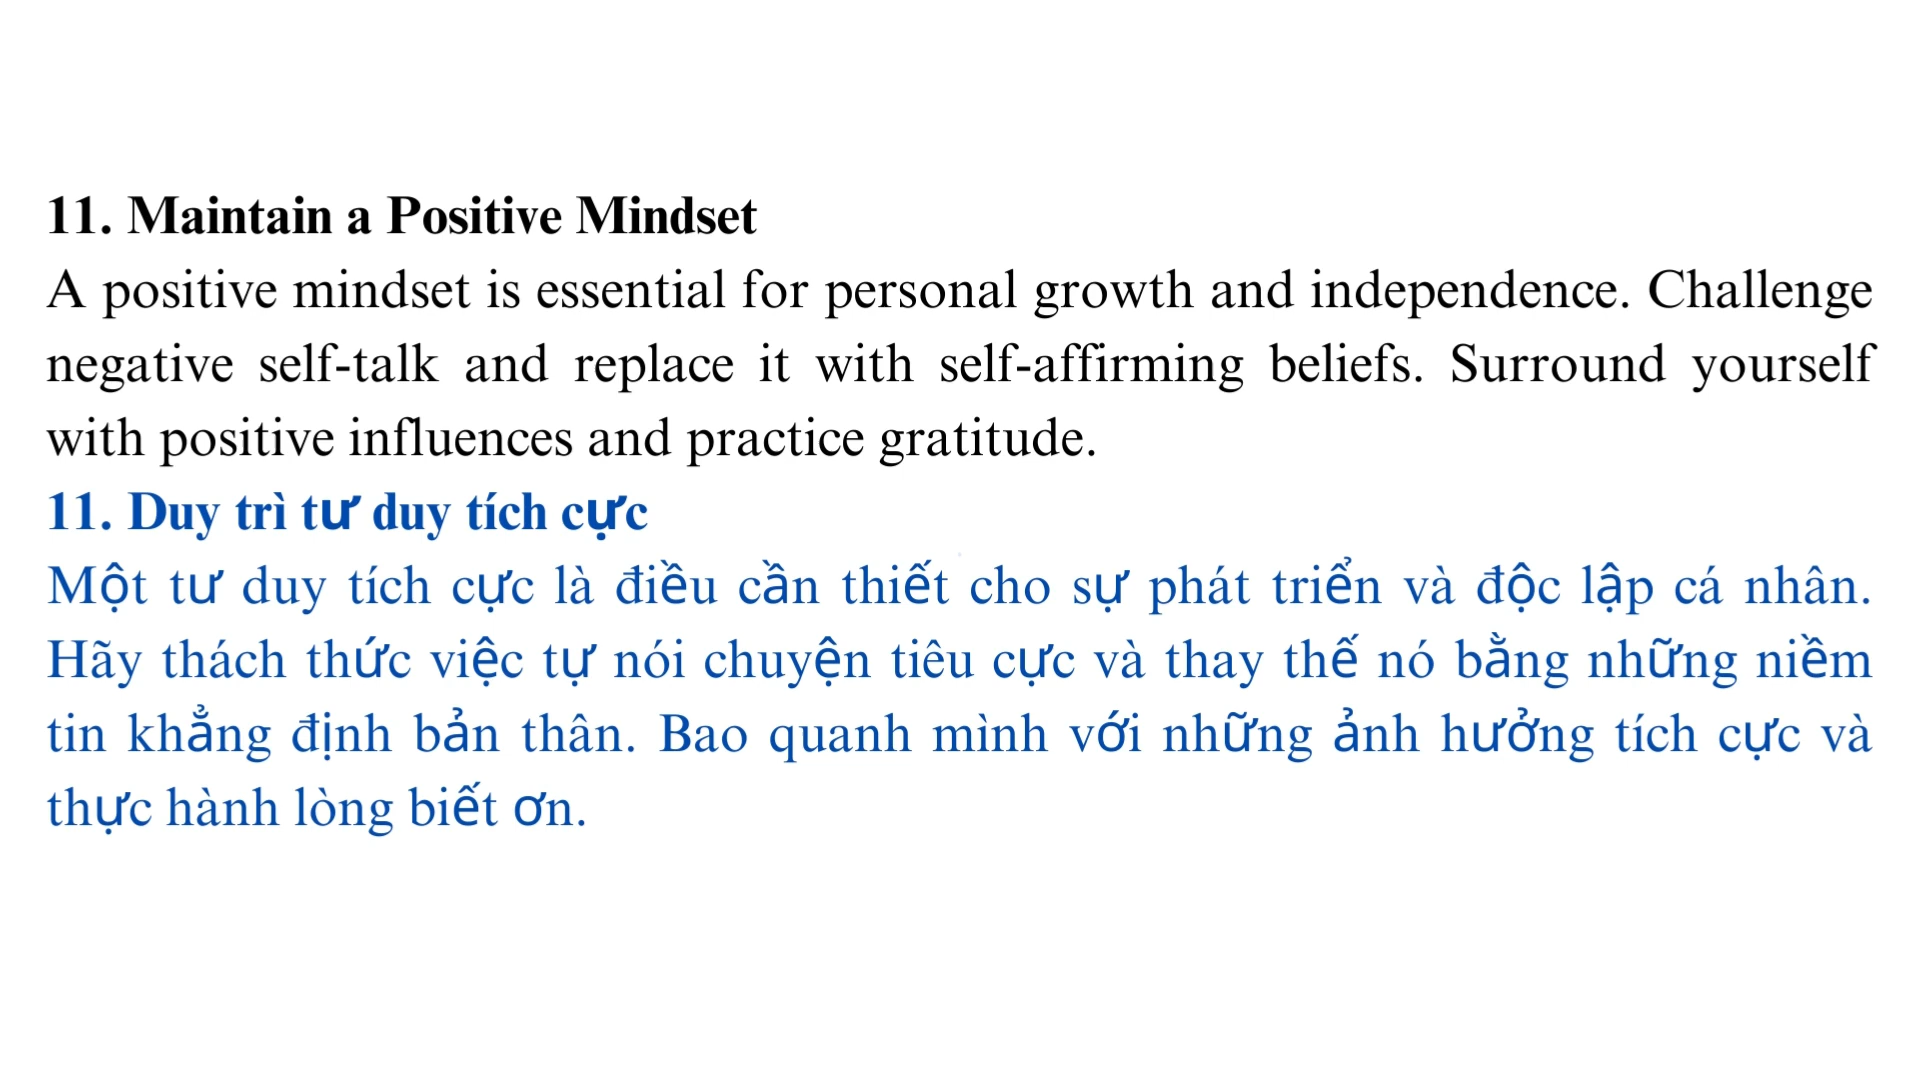 11. Maintain a Positive Mindset
A positive mindset is essential for personal growth and independence. Challenge
negative self-talk and replace it with self-affirming beliefs. Surround yourself
with positive influences and practice gratitude.
11. Duy trì tư duy tích cực
Một tư duy tích cực là điều cần thiết cho sự phát triển và độc lập cá nhân.
Hãy thách thức việc tự nói chuyện tiêu cực và thay thế nó bằng những niềm
tin khẳng định bản thân. Bao quanh mình với những ảnh hưởng tích cực và
thực hành lòng biết ơn.